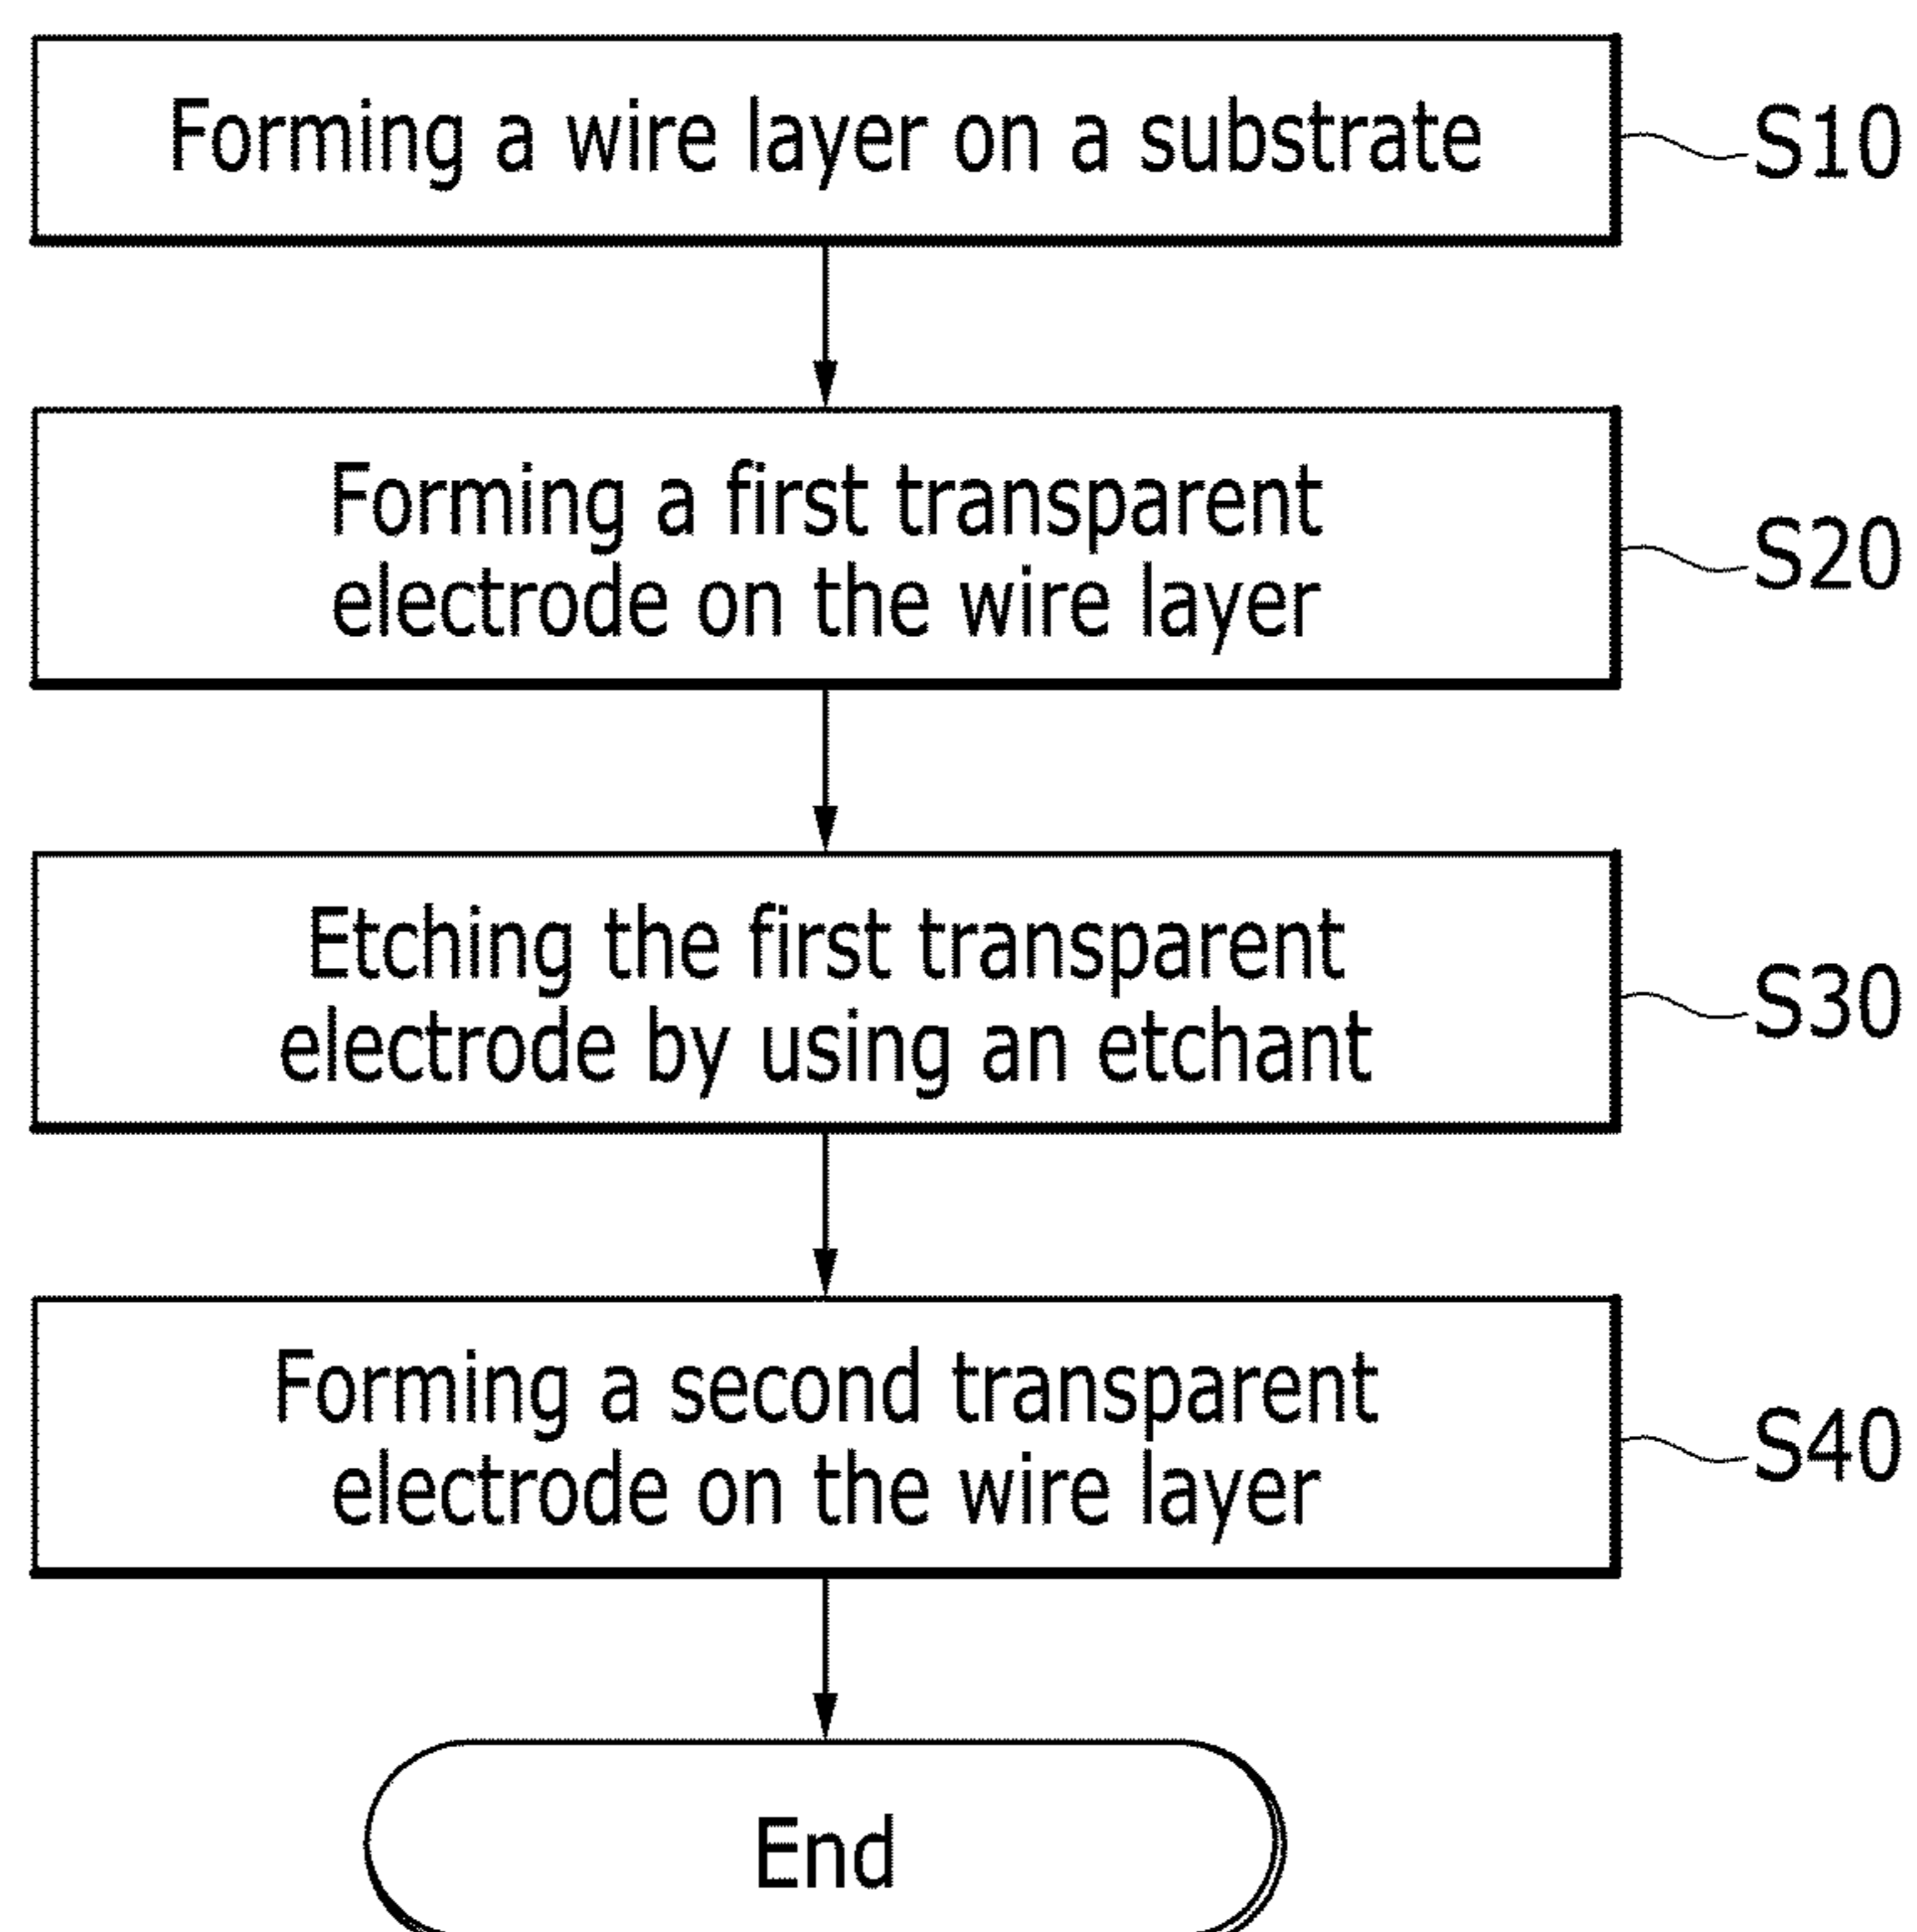 Forming a wire layer on a substrate
S10
Forming a first transparent
electrode on the wire layer
S20
Etching the first transparent
electrode by using an etchant
S30
Forming a second transparent
electrode on the wire layer
S40
End